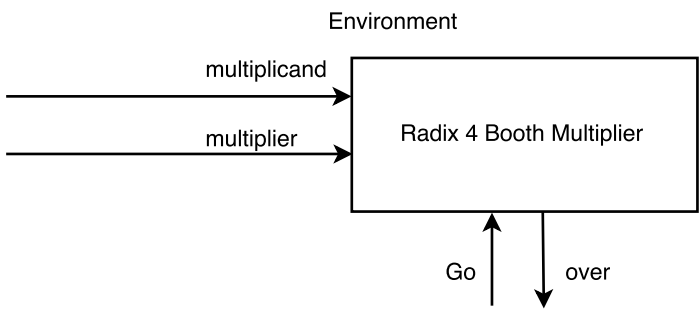 Environment
multiplicand
multiplier
Radix 4 Booth Multiplier
Go
over